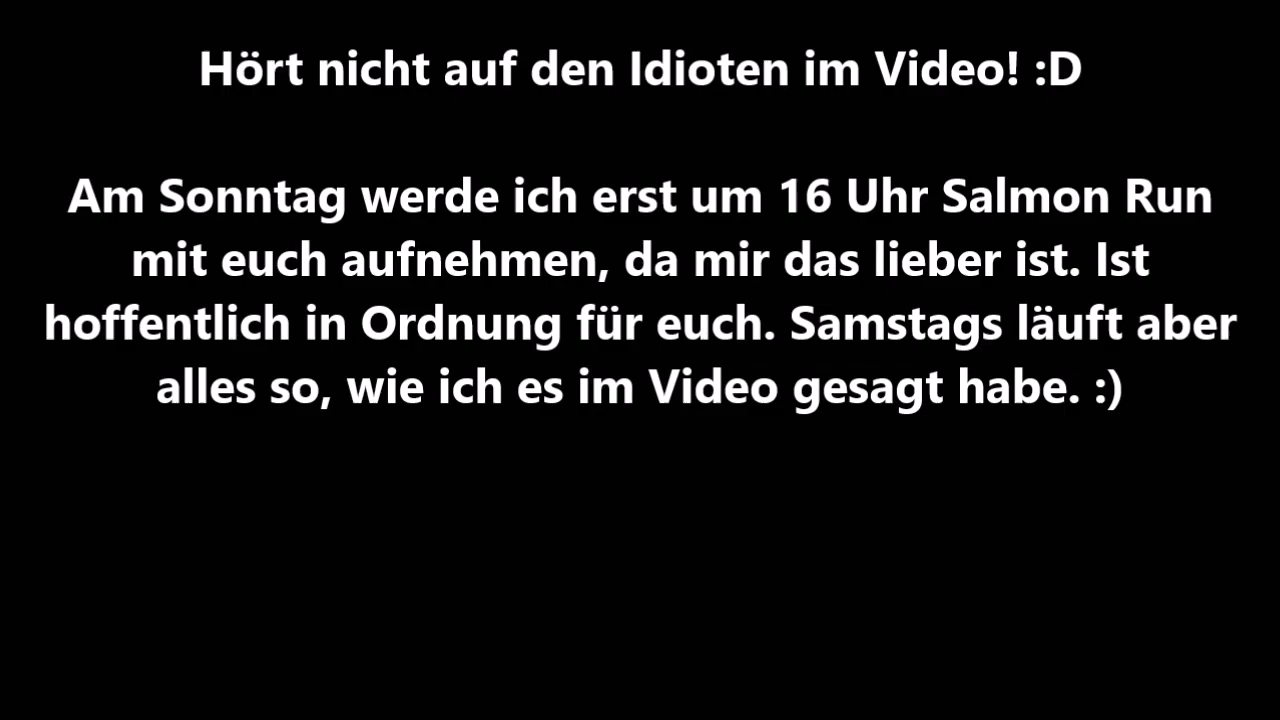 Hört nicht auf den Idioten im Video! :D
Am Sonntag werde ich erst um 16 Uhr Salmon Run
mit euch aufnehmen, da mir das lieber ist. Ist
hoffentlich in Ordnung für euch. Samstags läuft aber
alles so, wie ich es im Video gesagt habe. :)